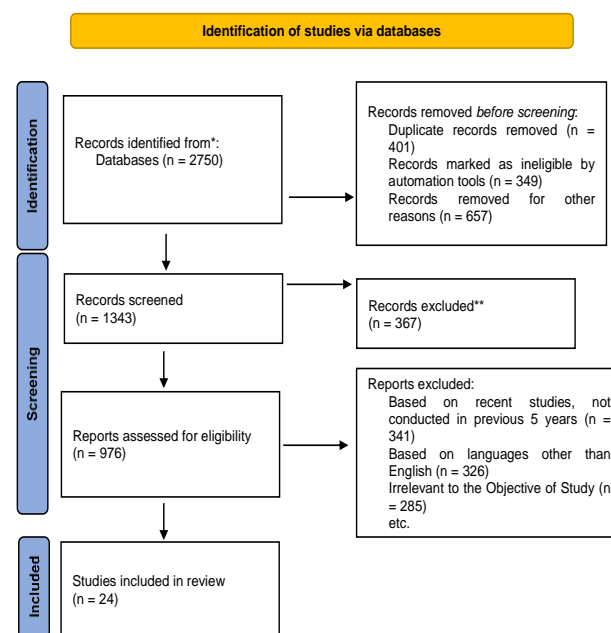 Identification of studies via databases
Identification
Records identified from*:
Databases (n = 2750)
Records removed before screening:
Duplicate records removed (n =
401)
Records marked as ineligible by
automation tools (n = 349)
Records removed for other
reasons (n = 657)
Screening
Records screened
(n = 1343)
Records excluded**
(n = 367)
Reports assessed for eligibility
(n = 976)
Reports excluded:
Based on recent studies, not
conducted in previous 5 years (n =
341)
Based on languages other than
English (n = 326)
Irrelevant to the Objective of Study (n
= 285)
etc.
Included
Studies included in review
(n = 24)